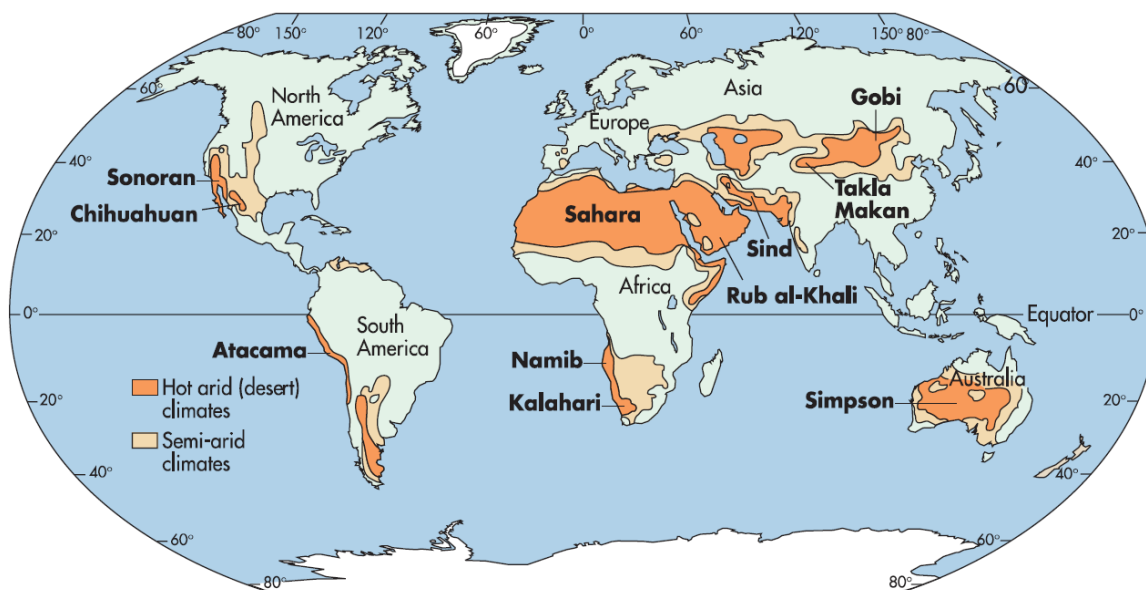 80° 150° 120° 60° 0° 60° 120° 150° 80°
60°
60°
North
America
Asia
Gobi
Europe
40°
40°
Sonoran
Takla
Makan
Chihuahuan
Sahara
Sind
20°
20°
Africa
Rub al-Khali
0°
0°
Equator
South
America
Atacama
Namib
Australia
Hot arid (desert)
climates
Kalahari
Simpson
20°
20°
Semi-arid
climates
40°
40°
60°
60°
80°
80°